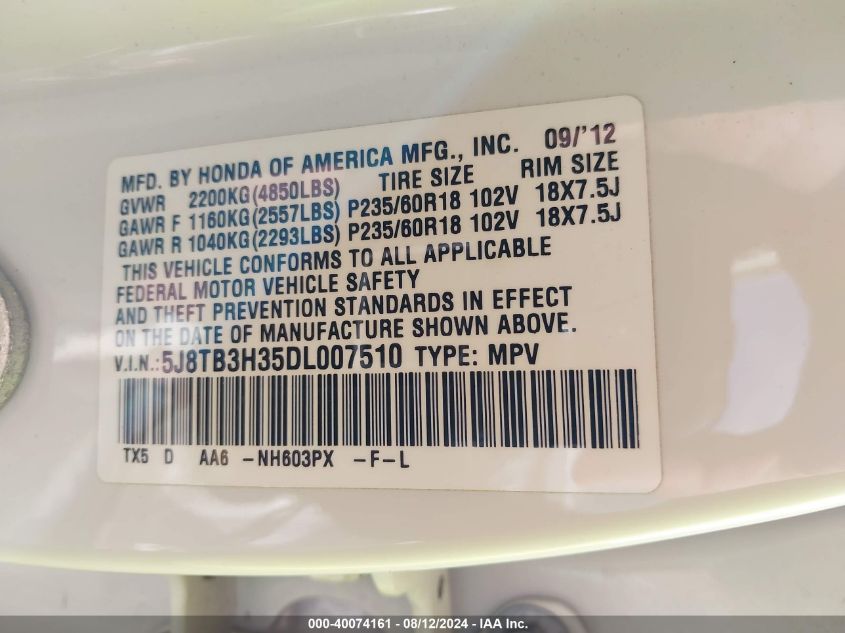 MFD. BY HONDA OF AMERICA MFG., INC. 09/'12
GVWR 2200KG(4850LBS) TIRE SIZE RIM SIZE
GAWR F 1160KG(2557LBS) P235/60R18 102V 18X7.5J
GAWR R 1040KG(2293LBS) P235/60R18 102V 18X7.5J
THIS VEHICLE CONFORMS TO ALL APPLICABLE
FEDERAL MOTOR VEHICLE SAFETY
AND THEFT PREVENTION STANDARDS IN EFFECT
ON THE DATE OF MANUFACTURE SHOWN ABOVE.
V.I.N.:5J8TB3H35DL007510 TYPE: MPV
TX5 D AA6 -NH603PX -F-L
000-40074161 - 08/12/2024 - IAA, Inc.